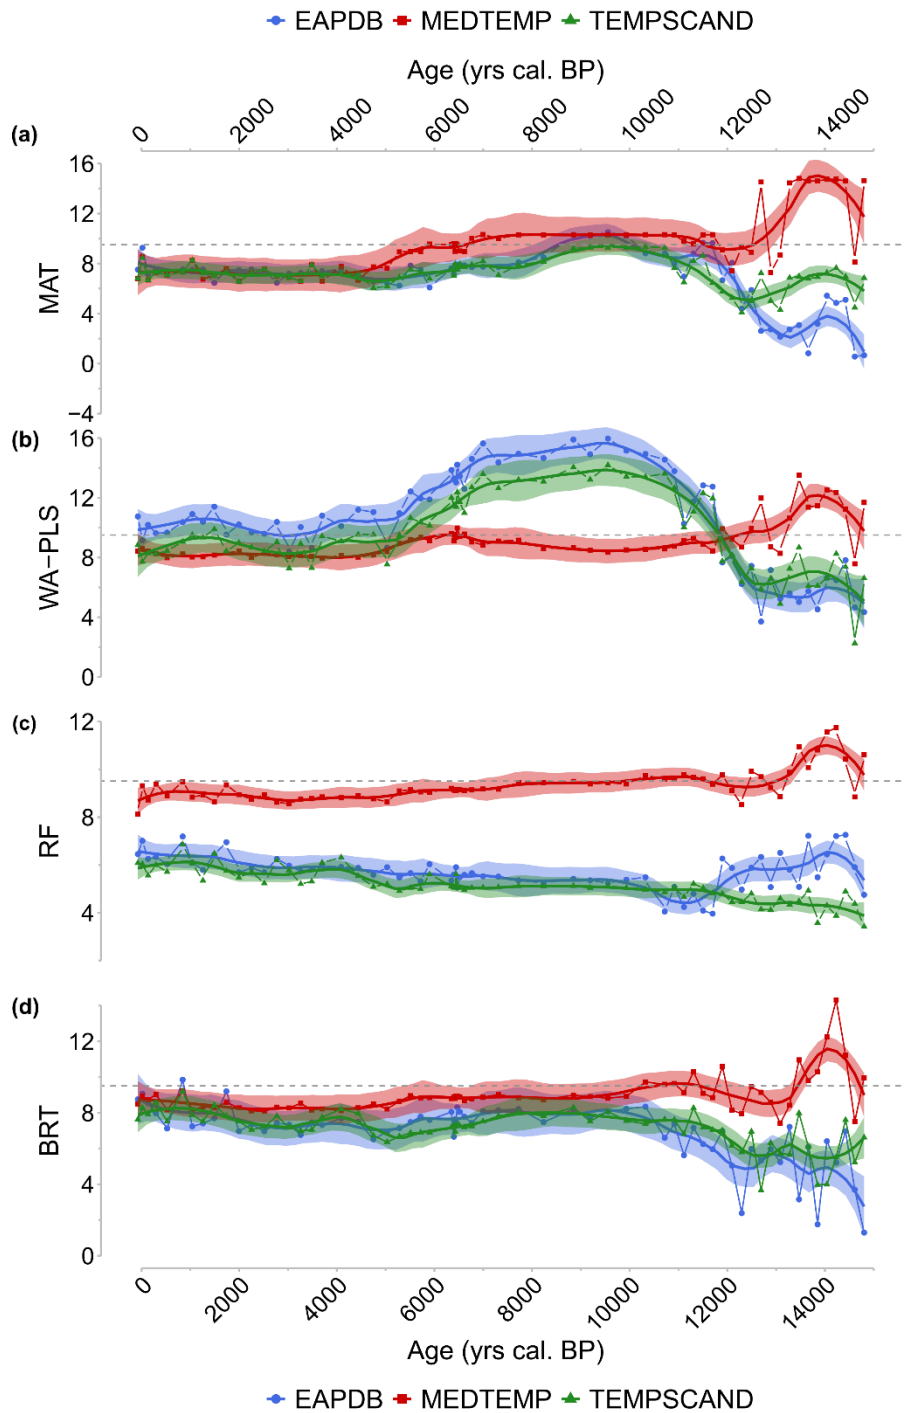 EAPDB MEDTEMP TEMPSCAND
Age (yrs cal. BP)
0 2000 4000 6000 8000 10000 12000 14000
(a)
MAT
16
12
8
4
0
−4
(b)
WA−PLS
16
12
8
4
0
(c)
RF
12
8
4
(d)
BRT
12
8
4
0
0 2000 4000 6000 8000 10000 12000 14000
Age (yrs cal. BP)
EAPDB MEDTEMP TEMPSCAND